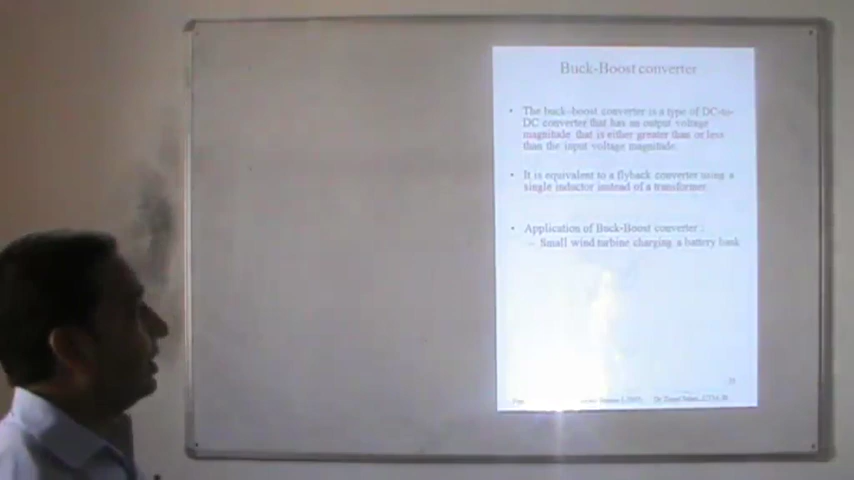 Buck-Boost converter
• The buck–boost converter is a type of DC-to-
DC converter that has an output voltage
magnitude that is either greater than or less
than the input voltage magnitude.
• It is equivalent to a flyback converter using a
single inductor instead of a transformer.
• Application of Buck-Boost converter :
– Small wind turbine charging a battery bank